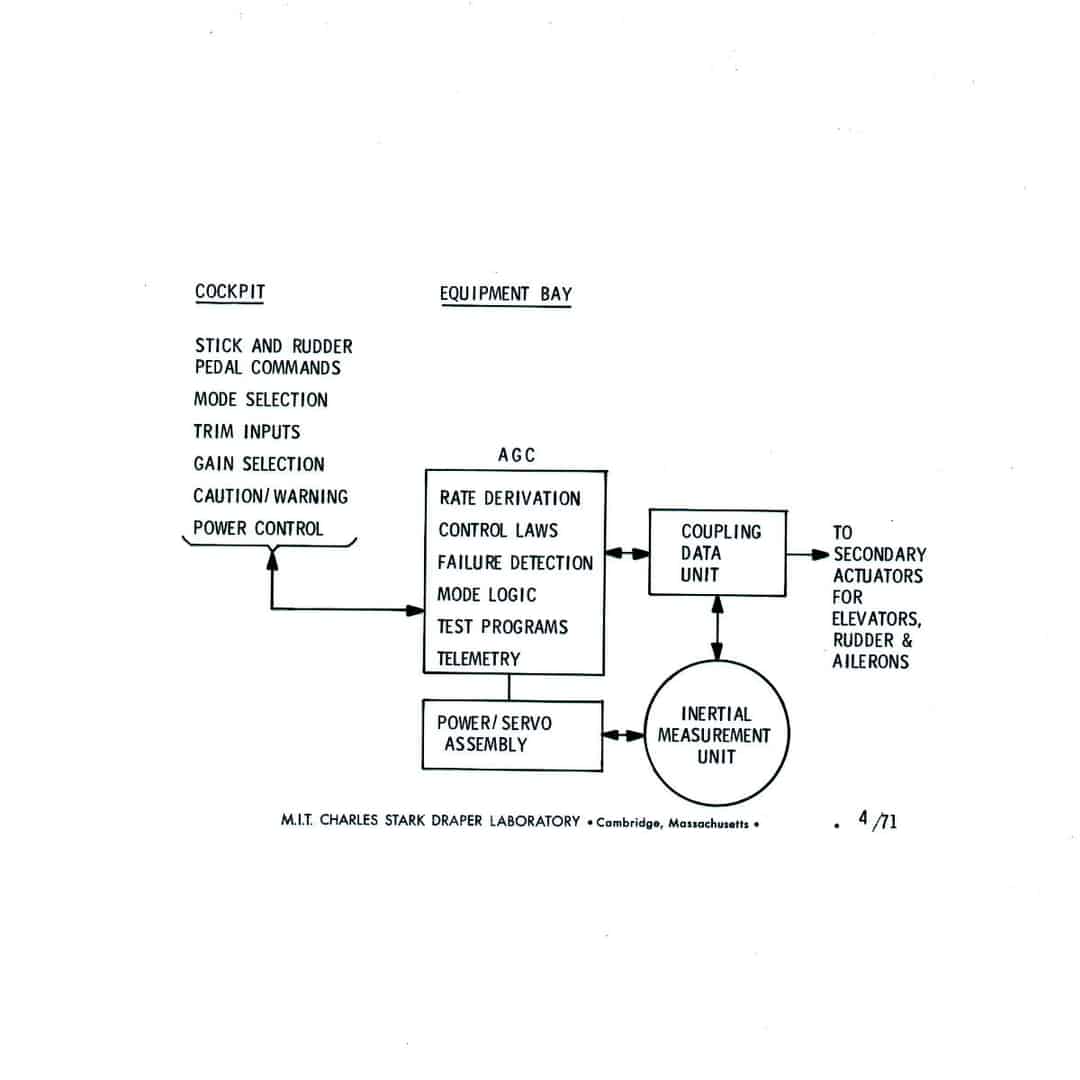 COCKPIT
EQUIPMENT BAY
STICK AND RUDDER
PEDAL COMMANDS
MODE SELECTION
TRIM INPUTS
GAIN SELECTION
CAUTION/WARNING
POWER CONTROL
AGC
RATE DERIVATION
CONTROL LAWS
FAILURE DETECTION
MODE LOGIC
TEST PROGRAMS
TELEMETRY
POWER/SERVO
ASSEMBLY
COUPLING
DATA
UNIT
INERTIAL
MEASUREMENT
UNIT
TO
SECONDARY
ACTUATORS
FOR
ELEVATORS,
RUDDER &
AILERONS
M.I.T. CHARLES STARK DRAPER LABORATORY • Cambridge, Massachusetts •
4/71